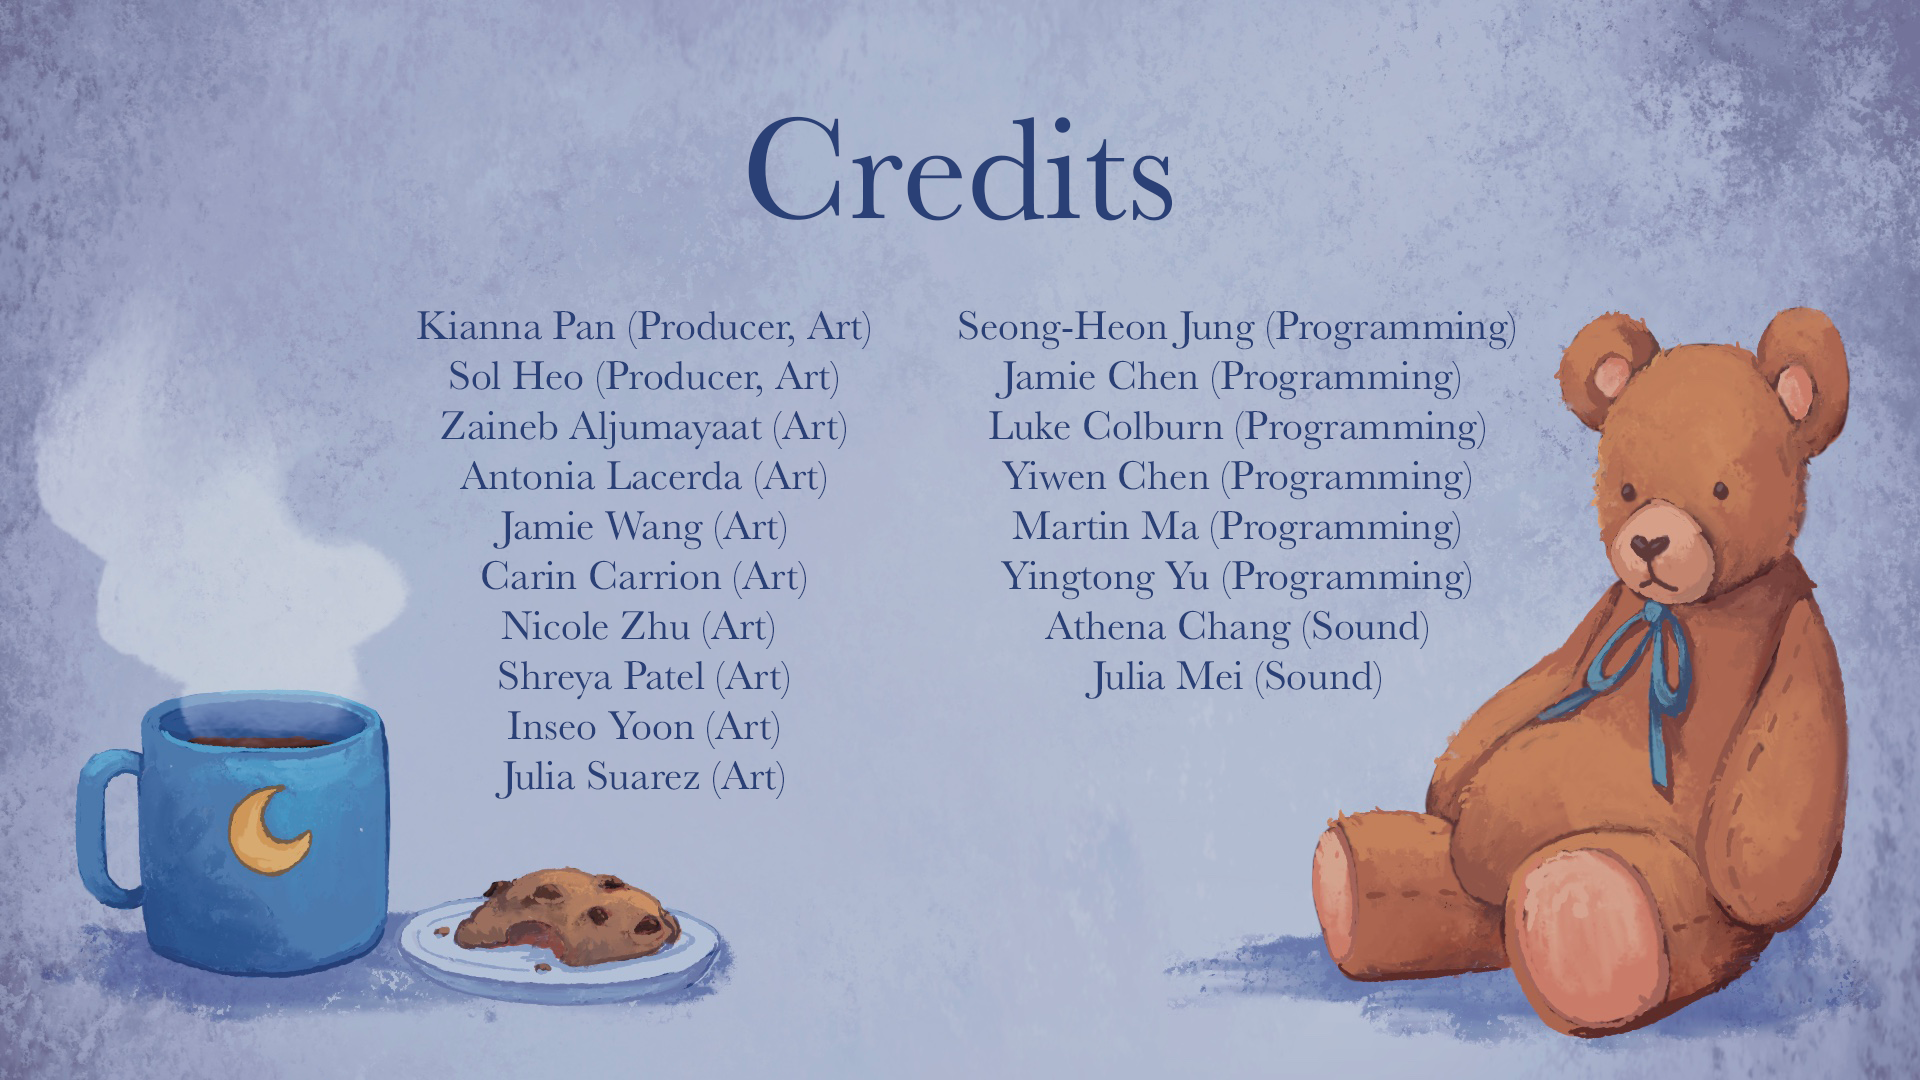 Credits
Kianna Pan (Producer, Art)
Sol Heo (Producer, Art)
Zaineb Aljumayaat (Art)
Antonia Lacerda (Art)
Jamie Wang (Art)
Carin Carrion (Art)
Nicole Zhu (Art)
Shreya Patel (Art)
Inseo Yoon (Art)
Julia Suarez (Art)
Seong-Heon Jung (Programming)
Jamie Chen (Programming)
Luke Colburn (Programming)
Yiwen Chen (Programming)
Martin Ma (Programming)
Yingtong Yu (Programming)
Athena Chang (Sound)
Julia Mei (Sound)